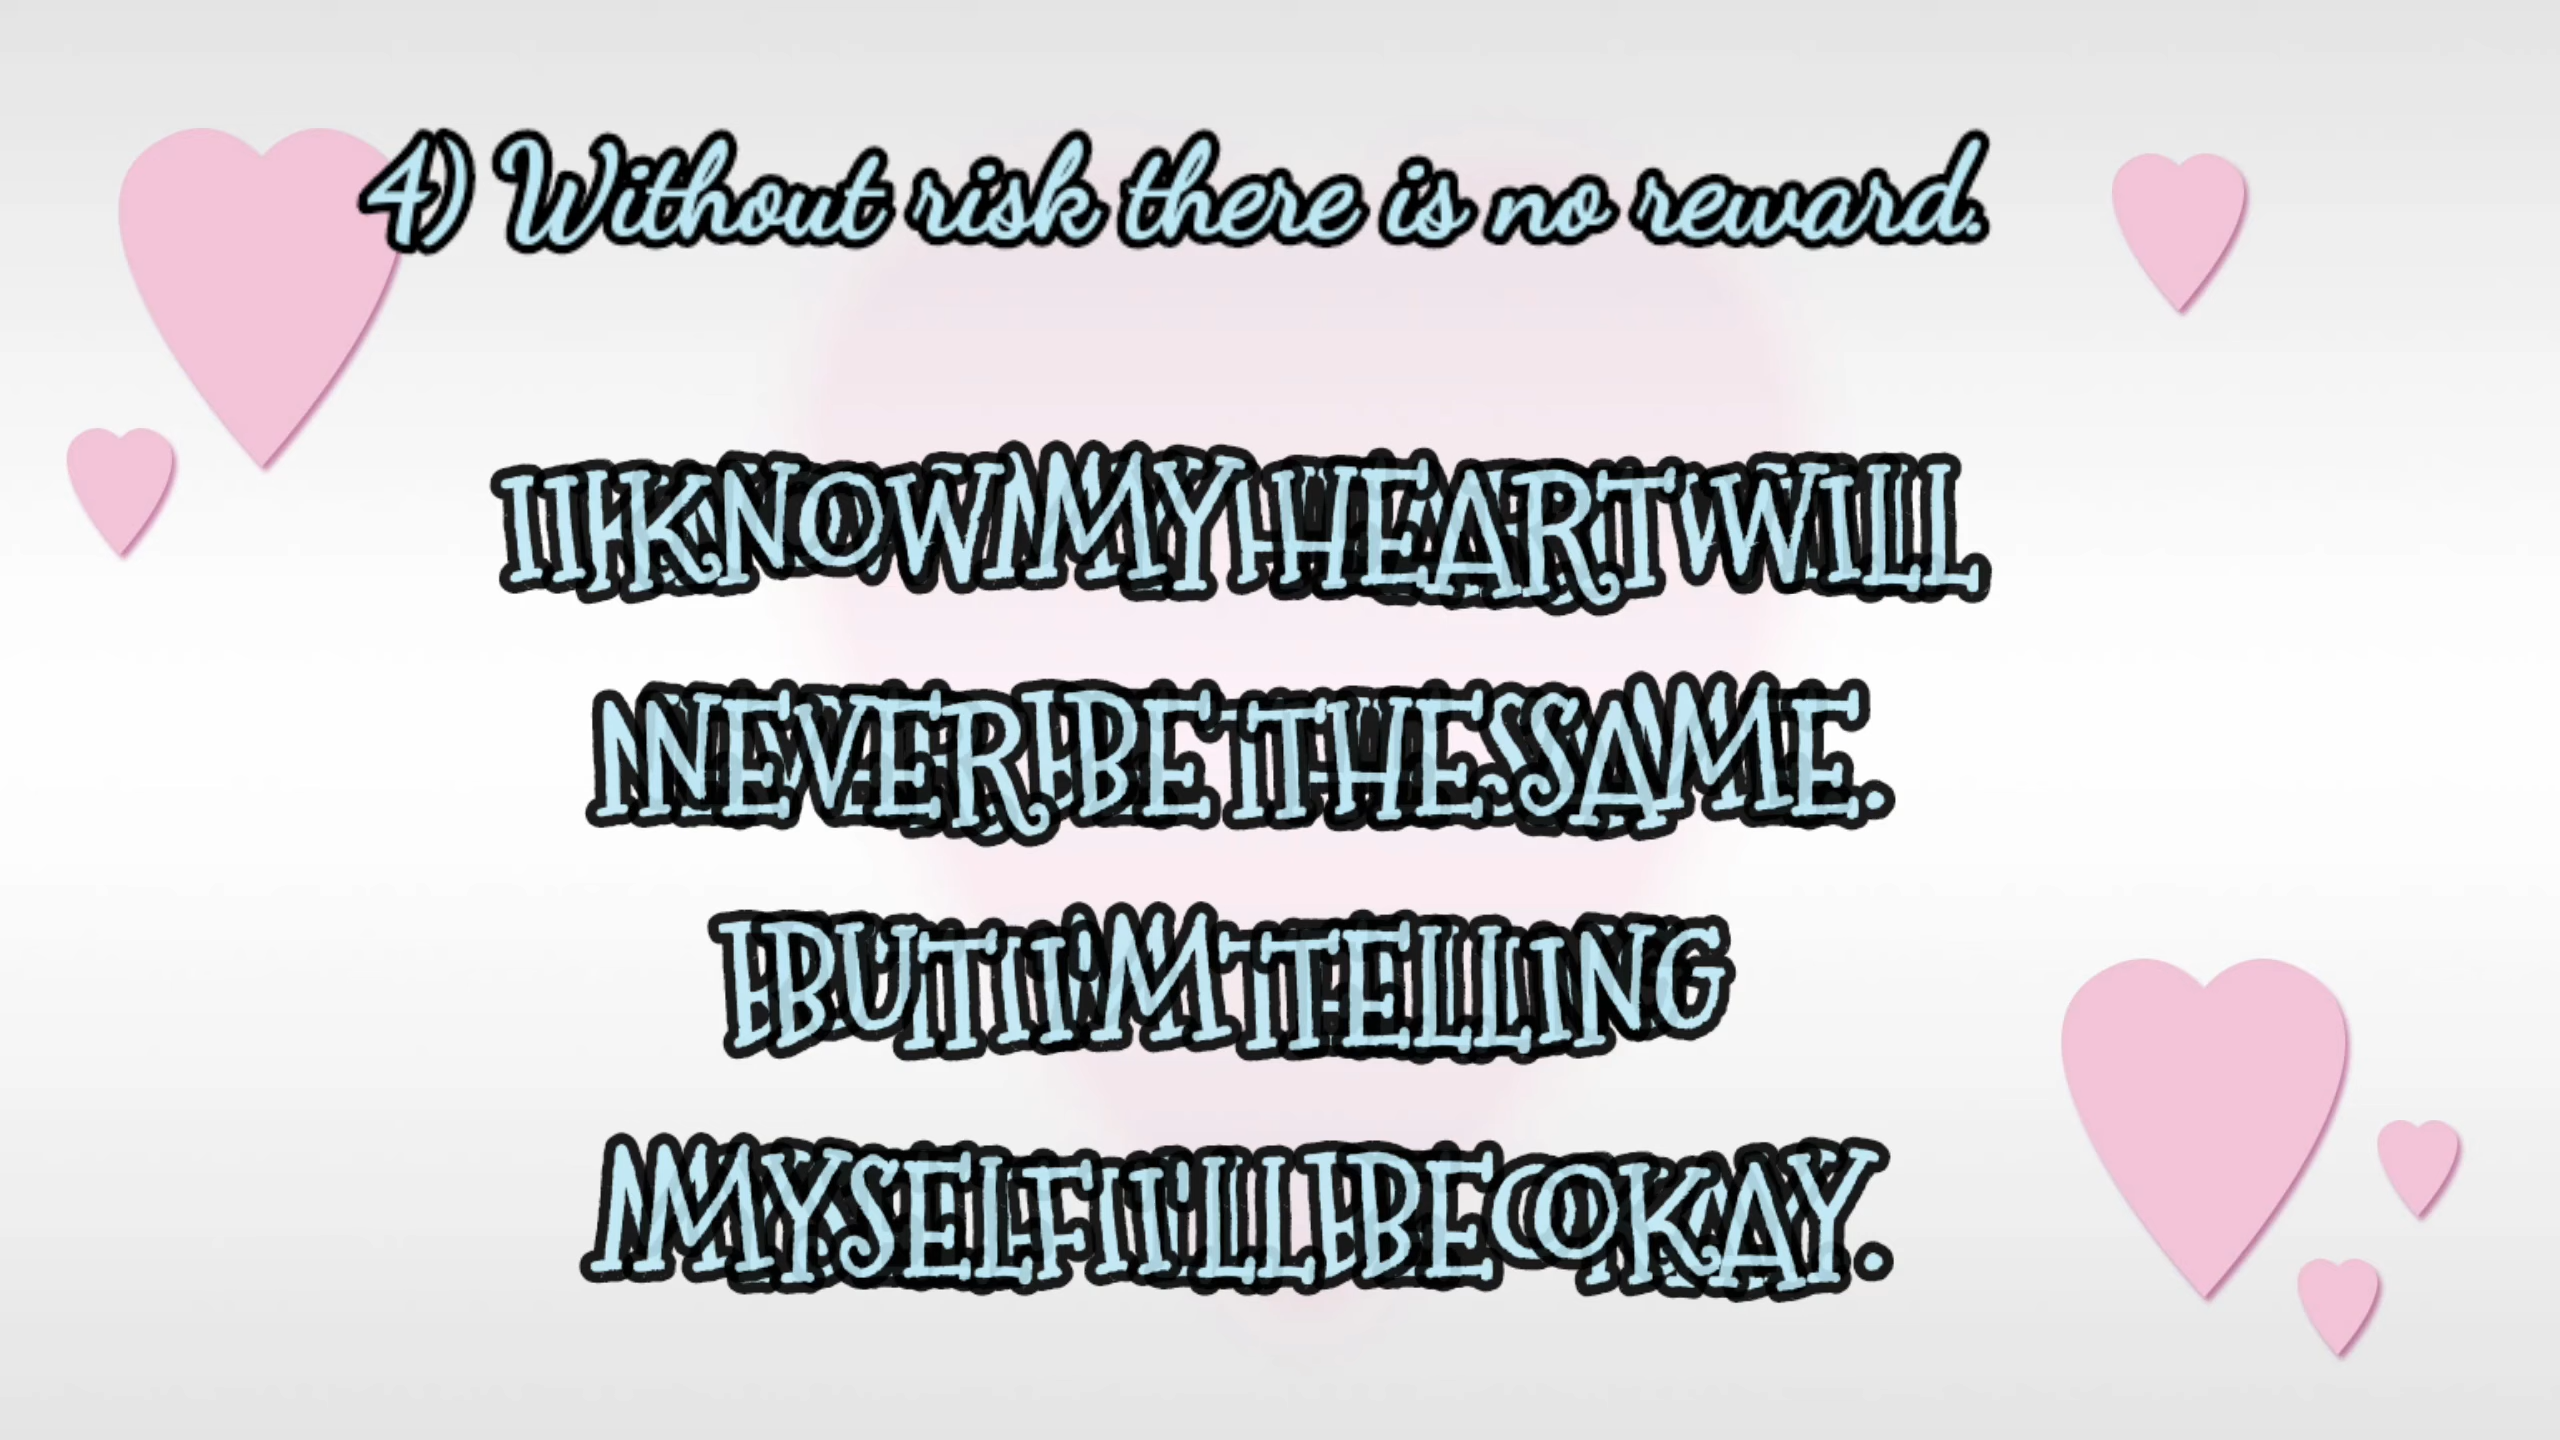 4) Without risk there is no reward.
I KNOW MY HEART WILL
NEVER BE THE SAME.
BUT I'M TELLING
MYSELF I'LL BE OKAY.